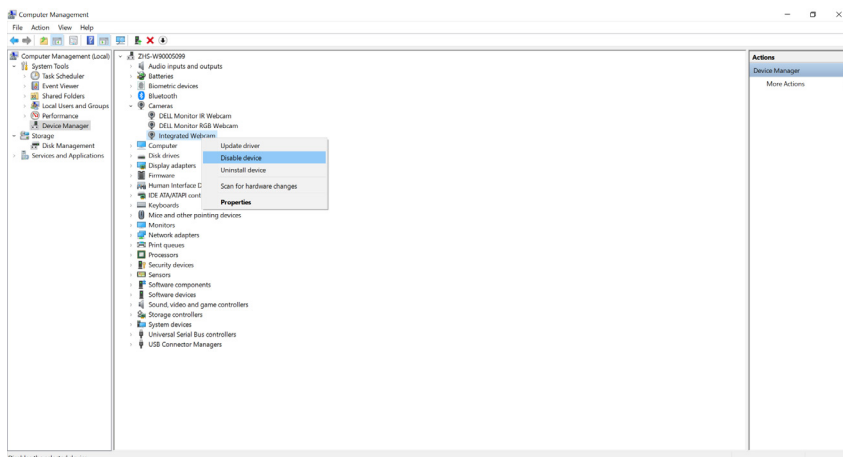 Computer Management
File Action View Help
Computer Management (Local)
System Tools
Task Scheduler
Event Viewer
Shared Folders
Local Users and Groups
Performance
Device Manager
Storage
Disk Management
Services and Applications
ZHS-W90005099
Audio inputs and outputs
Batteries
Biometric devices
Bluetooth
Cameras
DELL Monitor IR Webcam
DELL Monitor RGB Webcam
Integrated Webcam
Computer
Disk drives
Display adapters
Firmware
Human Interface D
IDE ATA/ATAPI cont
Keyboards
Mice and other pointing devices
Monitors
Network adapters
Print queues
Processors
Security devices
Sensors
Software components
Software devices
Sound, video and game controllers
Storage controllers
System devices
Universal Serial Bus controllers
USB Connector Managers
Update driver
Disable device
Uninstall device
Scan for hardware changes
Properties
Actions
Device Manager
More Actions